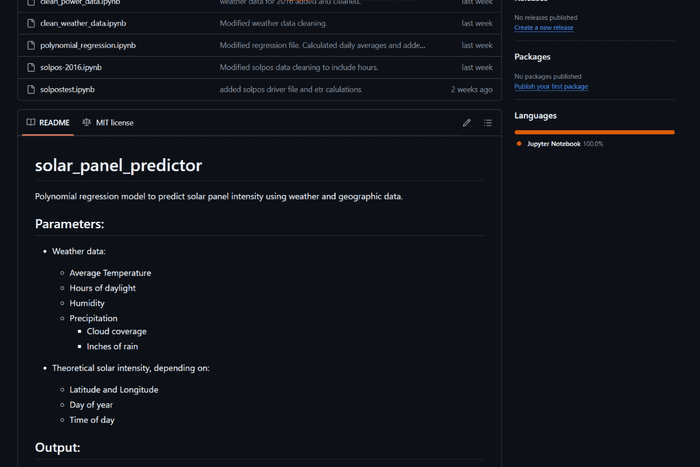 clean_power_data.ipynb
weather data for 2016 added and cleaned.
last week
clean_weather_data.ipynb
Modified weather data cleaning.
last week
polynomial_regression.ipynb
Modified regression file. Calculated daily averages and adde...
last week
solpos-2016.ipynb
Modified solpos data cleaning to include hours.
last week
solpostest.ipynb
added solpos driver file and etr calulations
2 weeks ago
README
MIT license
solar_panel_predictor
Polynomial regression model to predict solar panel intensity using weather and geographic data.
Parameters:
Weather data:
Average Temperature
Hours of daylight
Humidity
Precipitation
Cloud coverage
Inches of rain
Theoretical solar intensity, depending on:
Latitude and Longitude
Day of year
Time of day
Output:
Releases
No releases published
Create a new release
Packages
No packages published
Publish your first package
Languages
Jupyter Notebook 100.0%